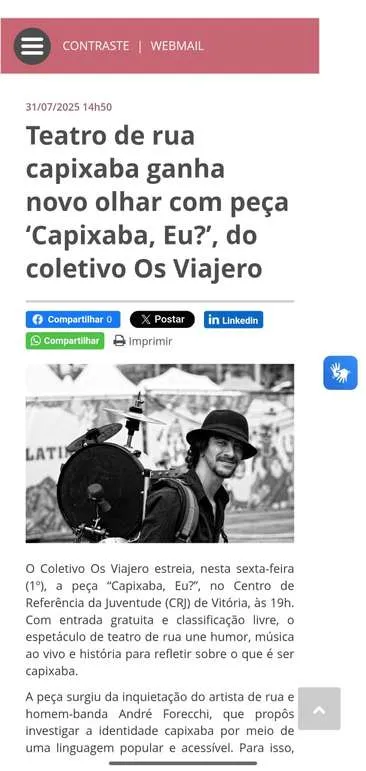 CONTRASTE | WEBMAIL
31/07/2025 14h50
Teatro de rua
capixaba ganha
novo olhar com peça
‘Capixaba, Eu?’, do
coletivo Os Viajero
Compartilhar 0
Postar
Linkedin
Compartilhar
Imprimir
LATIN
O Coletivo Os Viajero estreia, nesta sexta-feira
(1º), a peça “Capixaba, Eu?”, no Centro de
Referência da Juventude (CRJ) de Vitória, às 19h.
Com entrada gratuita e classificação livre, o
espetáculo de teatro de rua une humor, música
ao vivo e história para refletir sobre o que é ser
capixaba.
A peça surgiu da inquietação do artista de rua e
homem-banda André Forecchi, que propôs
investigar a identidade capixaba por meio de
uma linguagem popular e acessível. Para isso,